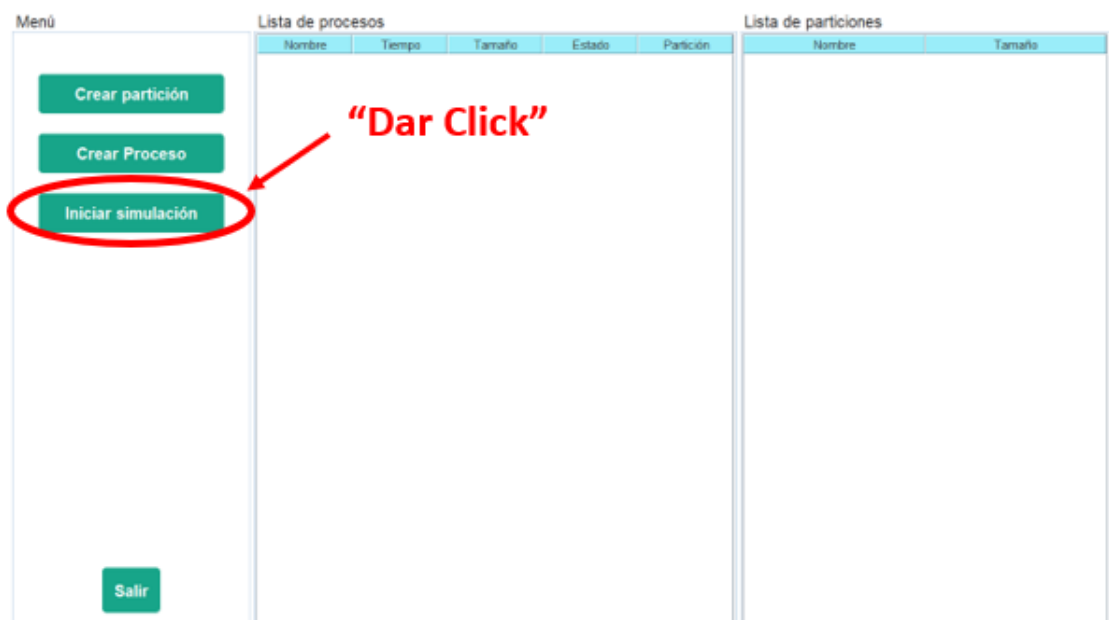 Menú
Lista de procesos
Lista de particiones
Nombre Tiempo Tamaño Estado Partición
Nombre Tamaño
Crear partición
“Dar Click”
Crear Proceso
Iniciar simulación
Salir